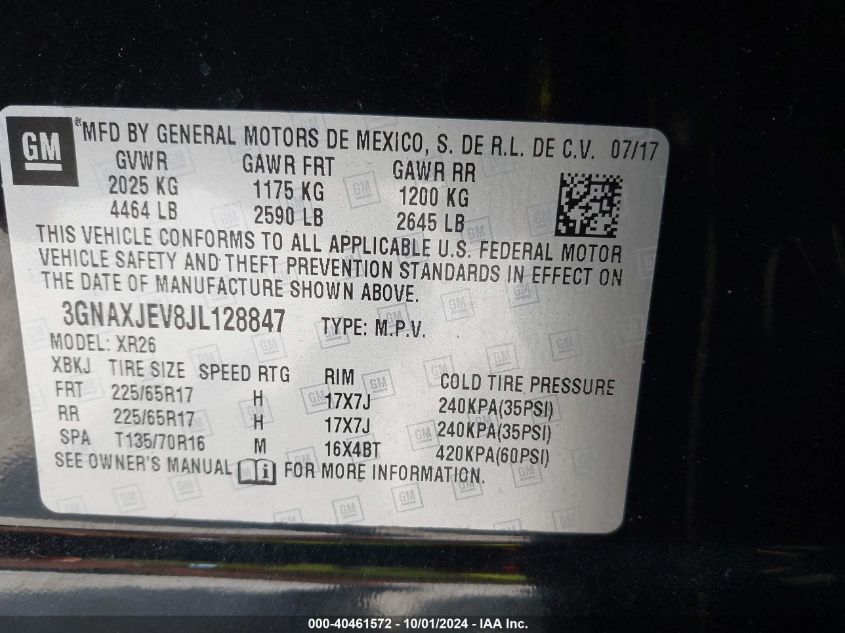 GM ® MFD BY GENERAL MOTORS DE MEXICO, S. DE R.L. DE C.V. 07/17
GVWR GAWR FRT GAWR RR
2025 KG 1175 KG 1200 KG
4464 LB 2590 LB 2645 LB
THIS VEHICLE CONFORMS TO ALL APPLICABLE U.S. FEDERAL MOTOR
VEHICLE SAFETY AND THEFT PREVENTION STANDARDS IN EFFECT ON
THE DATE OF MANUFACTURE SHOWN ABOVE.
3GNAXJEV8JL128847 TYPE: M.P.V.
MODEL: XR26
XBKJ TIRE SIZE SPEED RTG RIM COLD TIRE PRESSURE
FRT 225/65R17 H 17X7J 240KPA(35PSI)
RR 225/65R17 H 17X7J 240KPA(35PSI)
SPA T135/70R16 M 16X4BT 420KPA(60PSI)
SEE OWNER'S MANUAL FOR MORE INFORMATION.
000-40461572 - 10/01/2024 - IAA Inc.